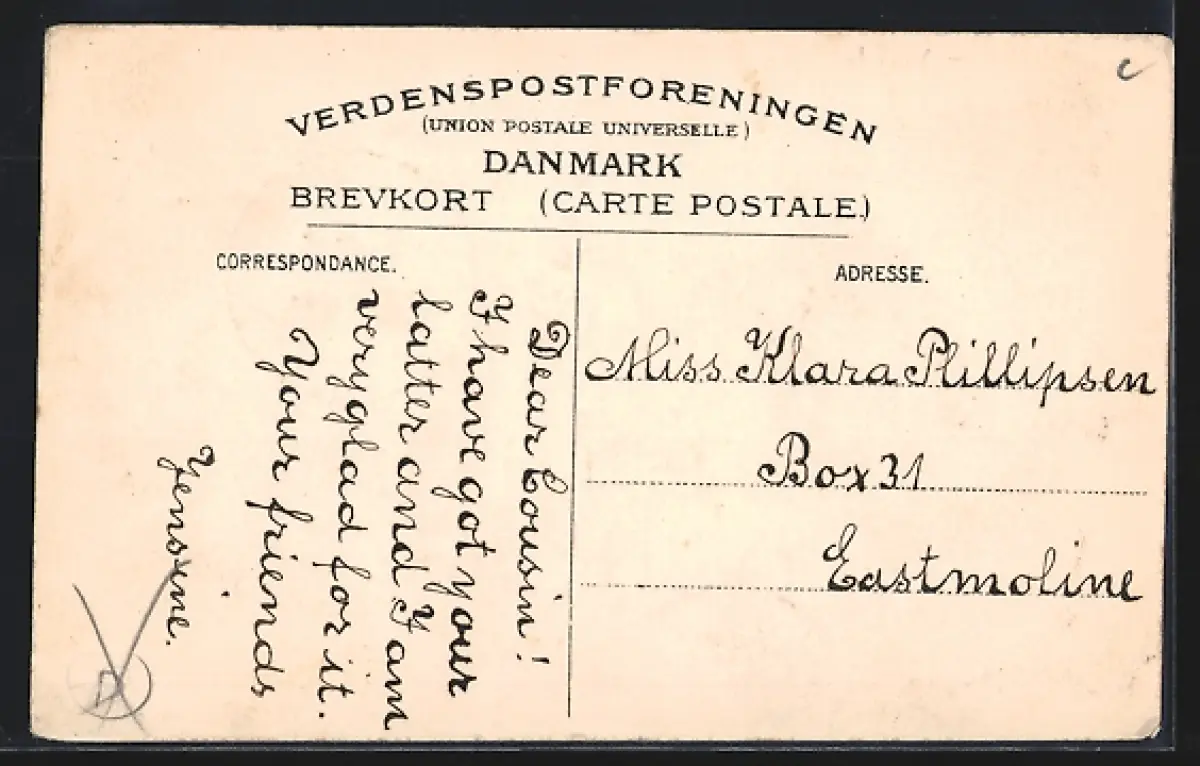 VERDENSPOSTFORENINGEN
(UNION POSTALE UNIVERSELLE)
DANMARK
BREVKORT (CARTE POSTALE)
CORRESPONDANCE.
Dear Cousin!
I have got your
latter and I am
very glad for it.
Your friends
Jensine.
ADRESSE.
Miss Klara Phillipsen
Box 31
Eastmoline